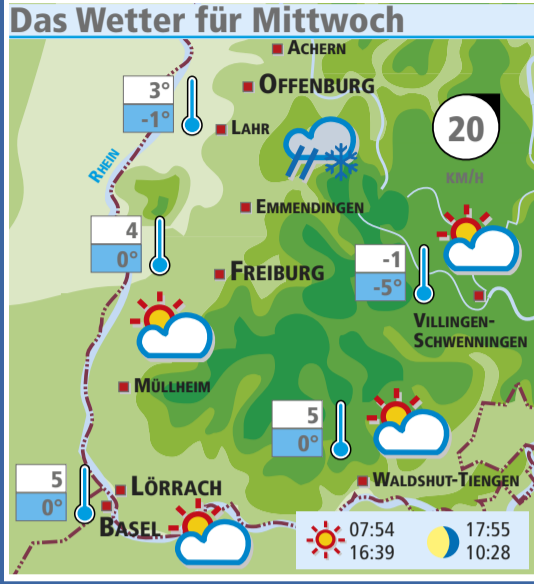 Das Wetter für Mittwoch
ACHERN
OFFENBURG
3°
-1°
LAHR
20
KM/H
RHEIN
EMMENDINGEN
4
0°
FREIBURG
-1
-5°
VILLINGEN-
SCHWENNINGEN
MÜLLHEIM
5
0°
WALDSHUT-TIENGEN
5
0°
LÖRRACH
BASEL
07:54
16:39
17:55
10:28